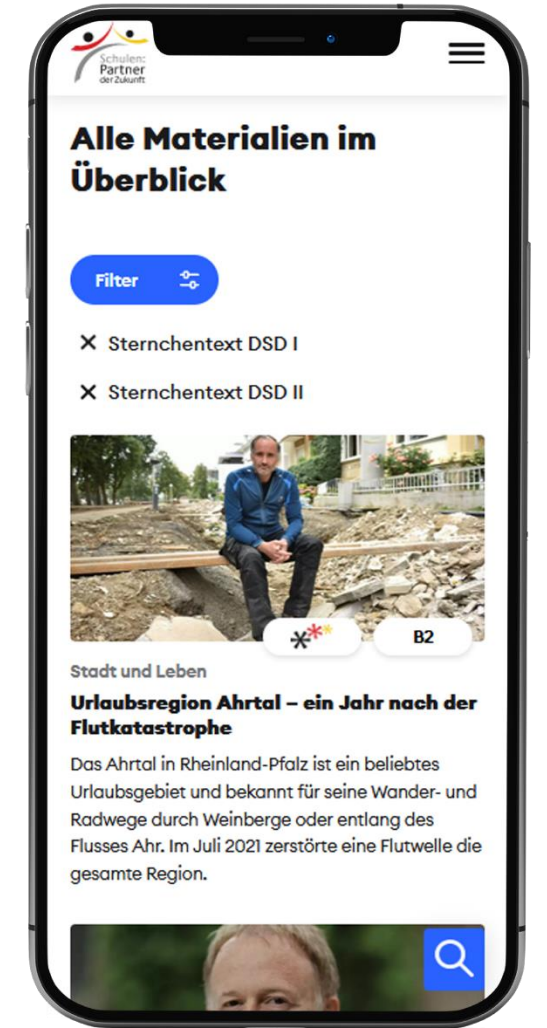 Schulen:
Partner
der Zukunft
Alle Materialien im
Überblick
Filter
Sternchentext DSD I
Sternchentext DSD II
B2
Stadt und Leben
Urlaubsregion Ahrtal – ein Jahr nach der
Flutkatastrophe
Das Ahrtal in Rheinland-Pfalz ist ein beliebtes
Urlaubsgebiet und bekannt für seine Wander- und
Radwege durch Weinberge oder entlang des
Flusses Ahr. Im Juli 2021 zerstörte eine Flutwelle die
gesamte Region.